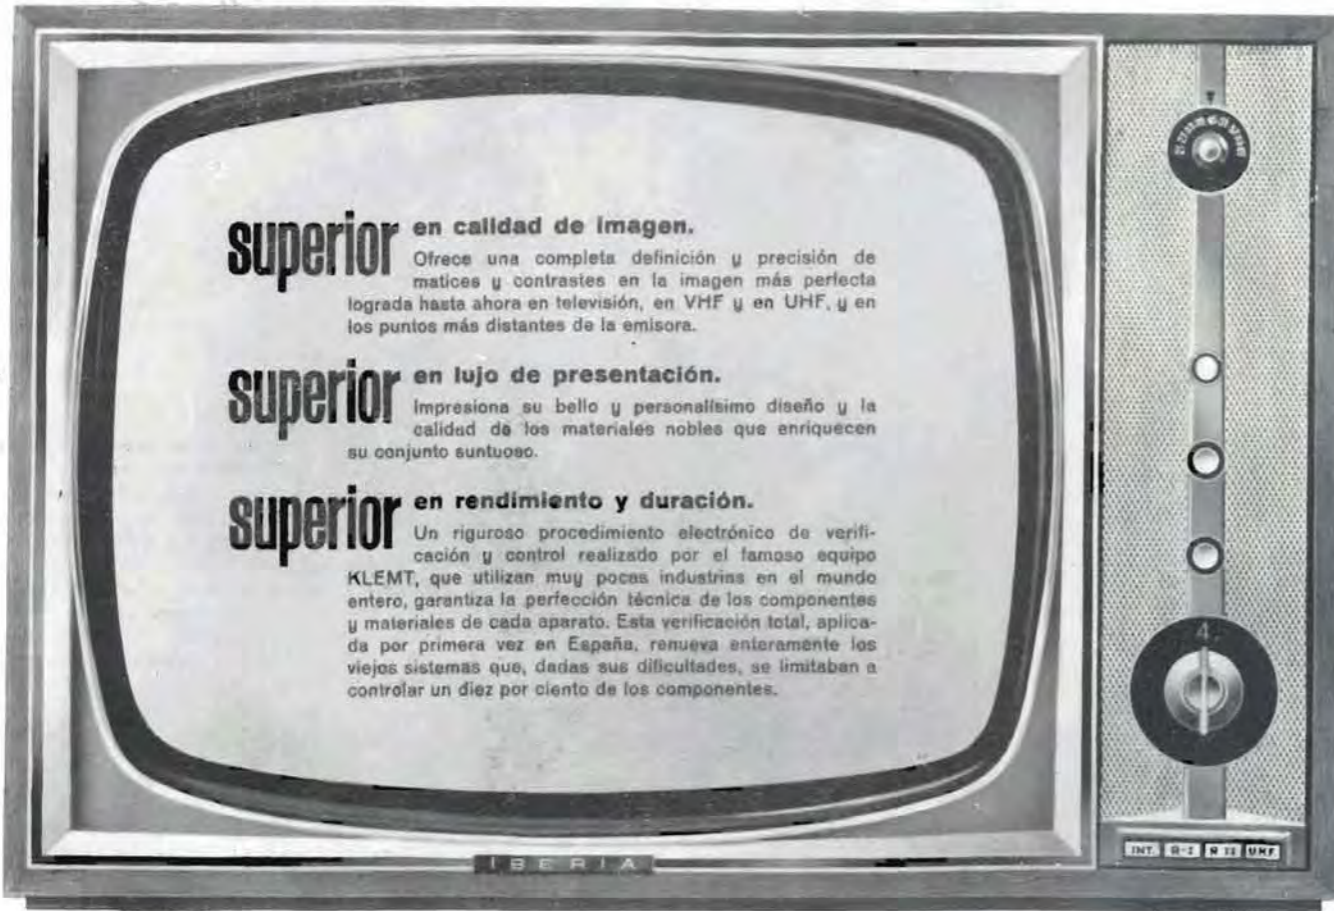 superior en calidad de imagen.
Ofrece una completa definición y precisión de
matices y contrastes en la imagen más perfecta
lograda hasta ahora en televisión, en VHF y en UHF, y en
los puntos más distantes de la emisora.
superior en lujo de presentación.
Impresiona su bello y personalísimo diseño y la
calidad de los materiales nobles que enriquecen
su conjunto suntuoso.
superior en rendimiento y duración.
Un riguroso procedimiento electrónico de verifi-
cación y control realizado por el famoso equipo
KLEMT, que utilizan muy pocas industrias en el mundo
entero, garantiza la perfección técnica de los componentes
y materiales de cada aparato. Esta verificación total, aplica-
da por primera vez en España, renueva enteramente los
viejos sistemas que, dadas sus dificultades, se limitaban a
controlar un diez por ciento de los componentes.
4
IBERIA
INT. B-I B III UHF